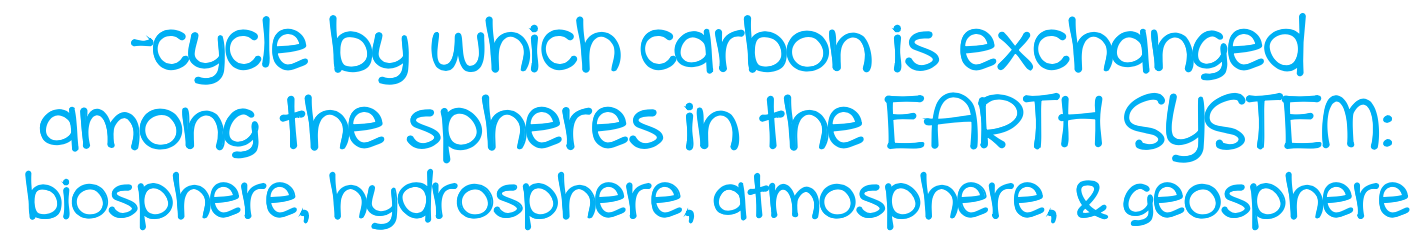 -cycle by which carbon is exchanged
among the spheres in the EARTH SYSTEM:
biosphere, hydrosphere, atmosphere, & geosphere